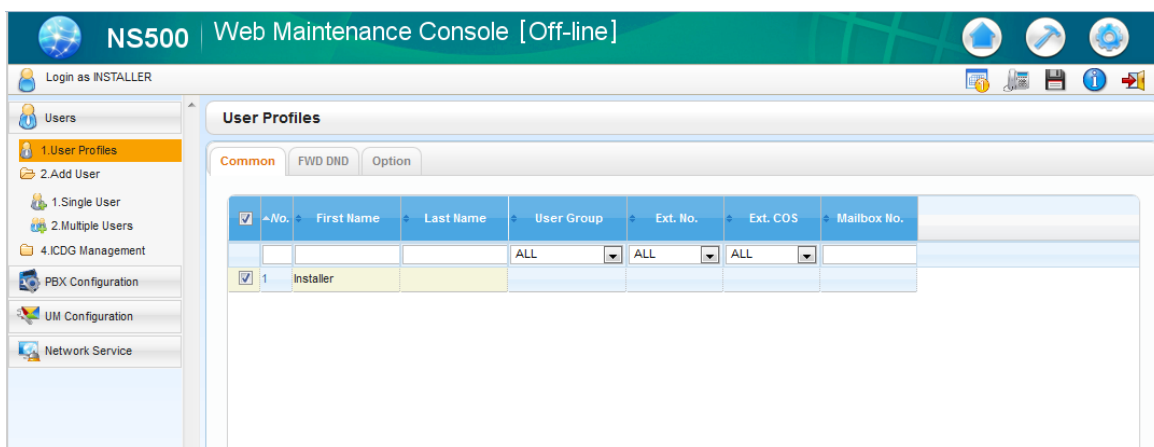 NS500 Web Maintenance Console [Off-line]
Login as INSTALLER
Users
1.User Profiles
2.Add User
1.Single User
2.Multiple Users
4.ICDG Management
PBX Configuration
UM Configuration
Network Service
User Profiles
Common FWD DND Option
No. First Name Last Name User Group Ext. No. Ext. COS Mailbox No.
ALL ALL ALL
1 Installer